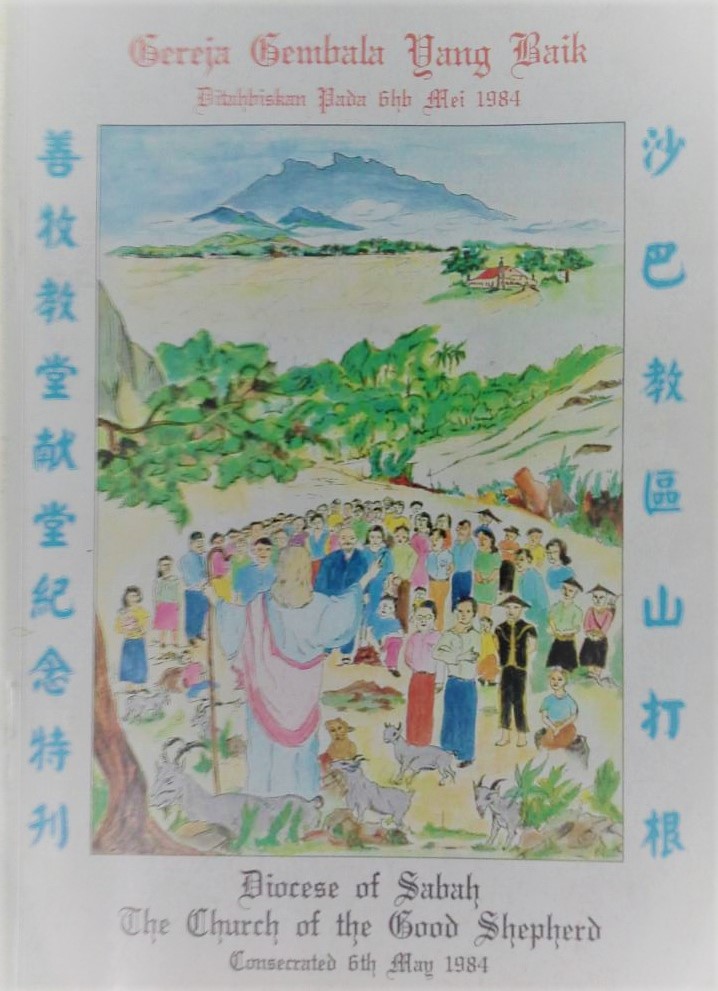 Gereja Gembala Yang Baik
Ditahbiskan Pada 6hb Mei 1984
沙巴教區山打根
善牧教堂献堂紀念特刊
Diocese of Sabah
The Church of the Good Shepherd
Consecrated 6th May 1984